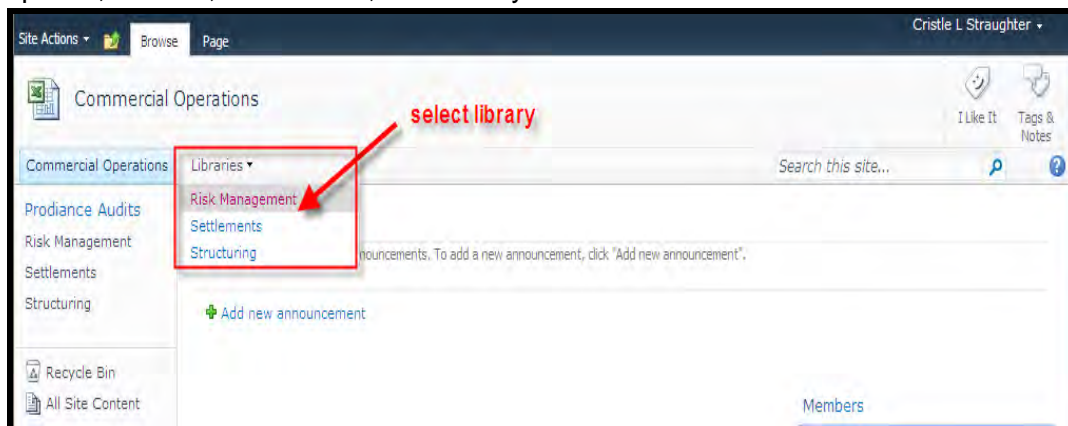 Cristle L Straughter
Site Actions Browse Page
Commercial Operations
select library
I Like It Tags & Notes
Commercial Operations Libraries Search this site...
Risk Management
Settlements
Structuring
Prodiance Audits
Risk Management
Settlements
Structuring
nouncements. To add a new announcement, click "Add new announcement".
Add new announcement
Recycle Bin
All Site Content
Members